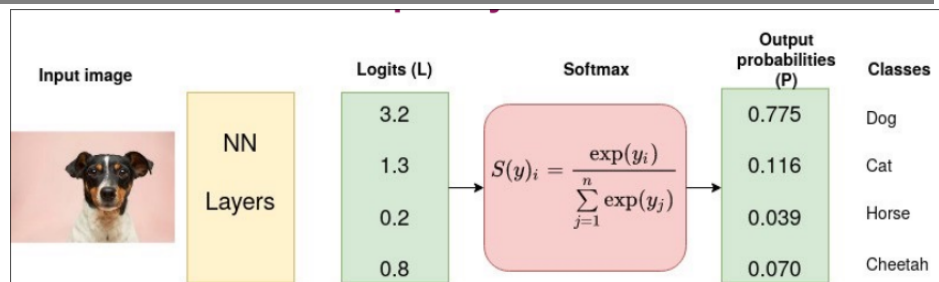 Input image
NN
Layers
Logits (L)
3.2
1.3
0.2
0.8
Softmax
S(y)_i = exp(y_i) / n∑j=1 exp(y_j)
Output
probabilities
(P)
0.775
0.116
0.039
0.070
Classes
Dog
Cat
Horse
Cheetah